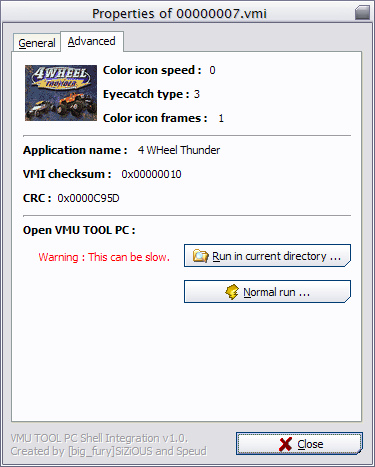 Properties of 00000007.vmi
General Advanced
4 WHEEL
THUNDER
Color icon speed : 0
Eyecatch type : 3
Color icon frames : 1
Application name : 4 WHeel Thunder
VMI checksum : 0x00000010
CRC : 0x0000C95D
Open VMU TOOL PC :
Warning : This can be slow.
Run in current directory ...
Normal run ...
VMU TOOL PC Shell Integration v1.0.
Created by [big_fury]SiZiOUS and Speud
Close